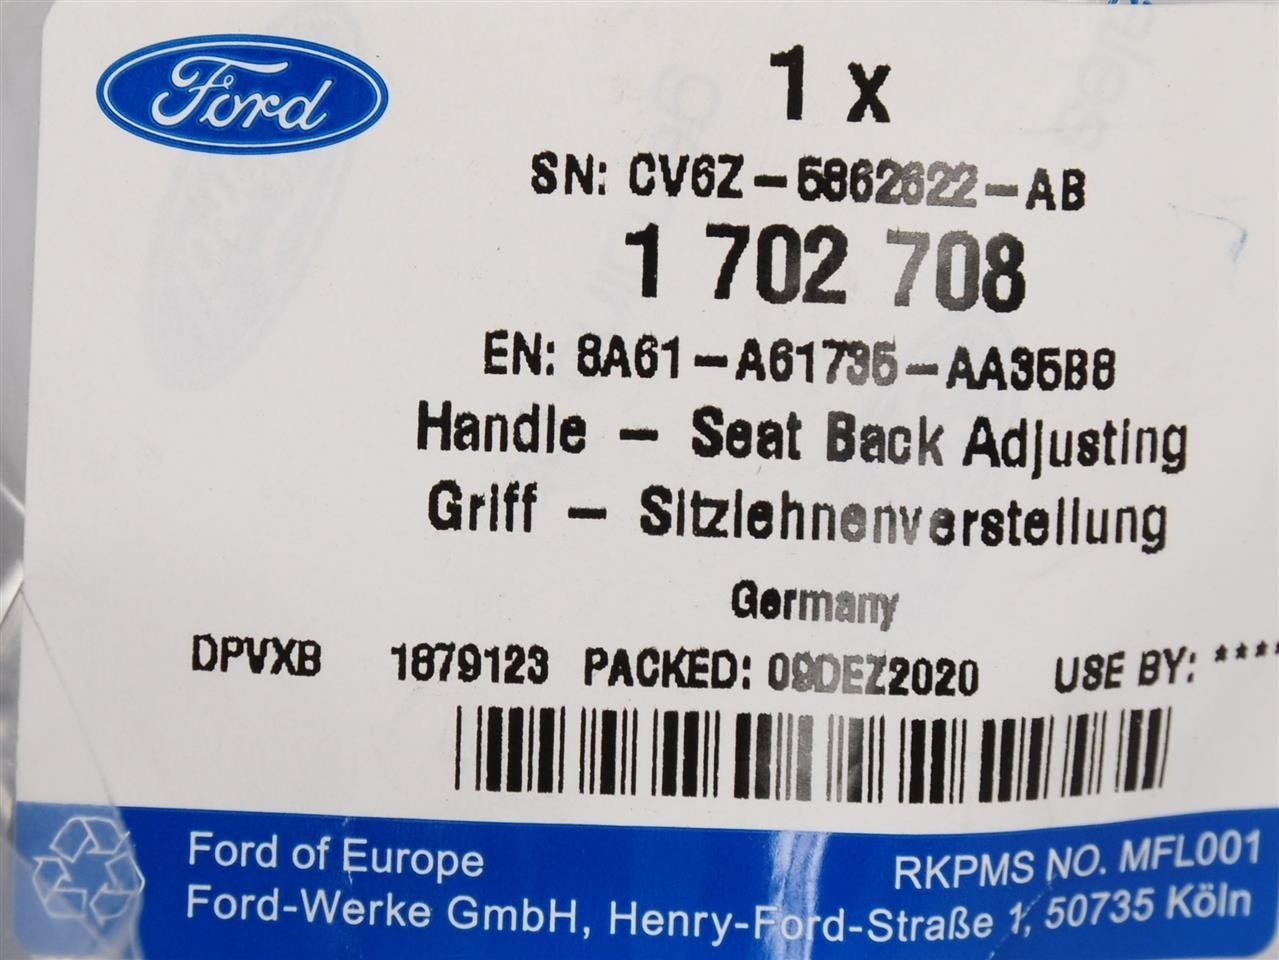 Ford
1 x
SN: CV6Z-5862622-AB
1 702 708
EN: 8A61-A61735-AA35B8
Handle - Seat Back Adjusting
Griff - Sitzlehnenverstellung
Germany
DPVXB 1879123 PACKED: 09DEZ2020 USE BY: ****
Ford of Europe RKPMS NO. MFL001
Ford-Werke GmbH, Henry-Ford-Straße 1, 50735 Köln